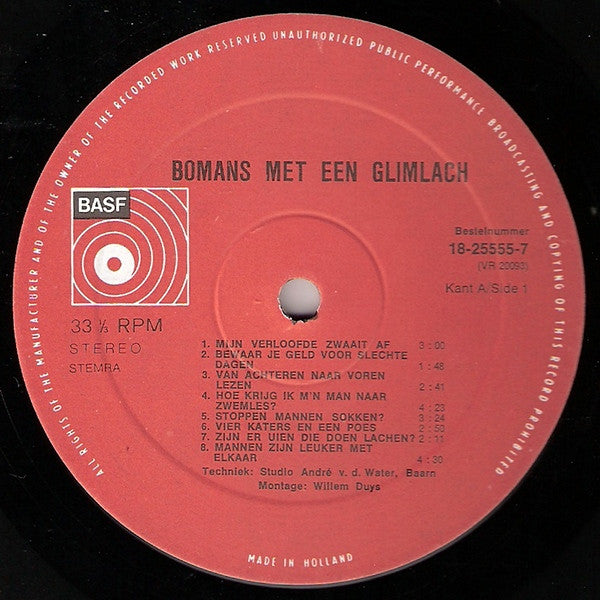 ALL RIGHTS OF THE MANUFACTURER AND OF THE OWNER OF THE RECORDED WORK RESERVED UNAUTHORIZED PUBLIC PERFORMANCE BROADCASTING AND COPYING OF THIS RECORD PROHIBITED
BOMANS MET EEN GLIMLACH
BASF
Bestelnummer
18-25555-7
(VR 20093)
Kant A/Side 1
33 ⅓ RPM
STEREO
STEMRA
1. MIJN VERLOOFDE ZWAAIT AF 3:00
2. BEWAAR JE GELD VOOR SLECHTE
DAGEN 1:48
3. VAN ACHTEREN NAAR VOREN
LEZEN 2:41
4. HOE KRIJG IK M'N MAN NAAR
ZWEMLES? 4:23
5. STOPPEN MANNEN SOKKEN? 3:24
6. VIER KATERS EN EEN POES 2:50
7. ZIJN ER UIEN DIE DOEN LACHEN? 2:11
8. MANNEN ZIJN LEUKER MET
ELKAAR 4:30
Techniek: Studio André v. d. Water, Baarn
Montage: Willem Duys
MADE IN HOLLAND